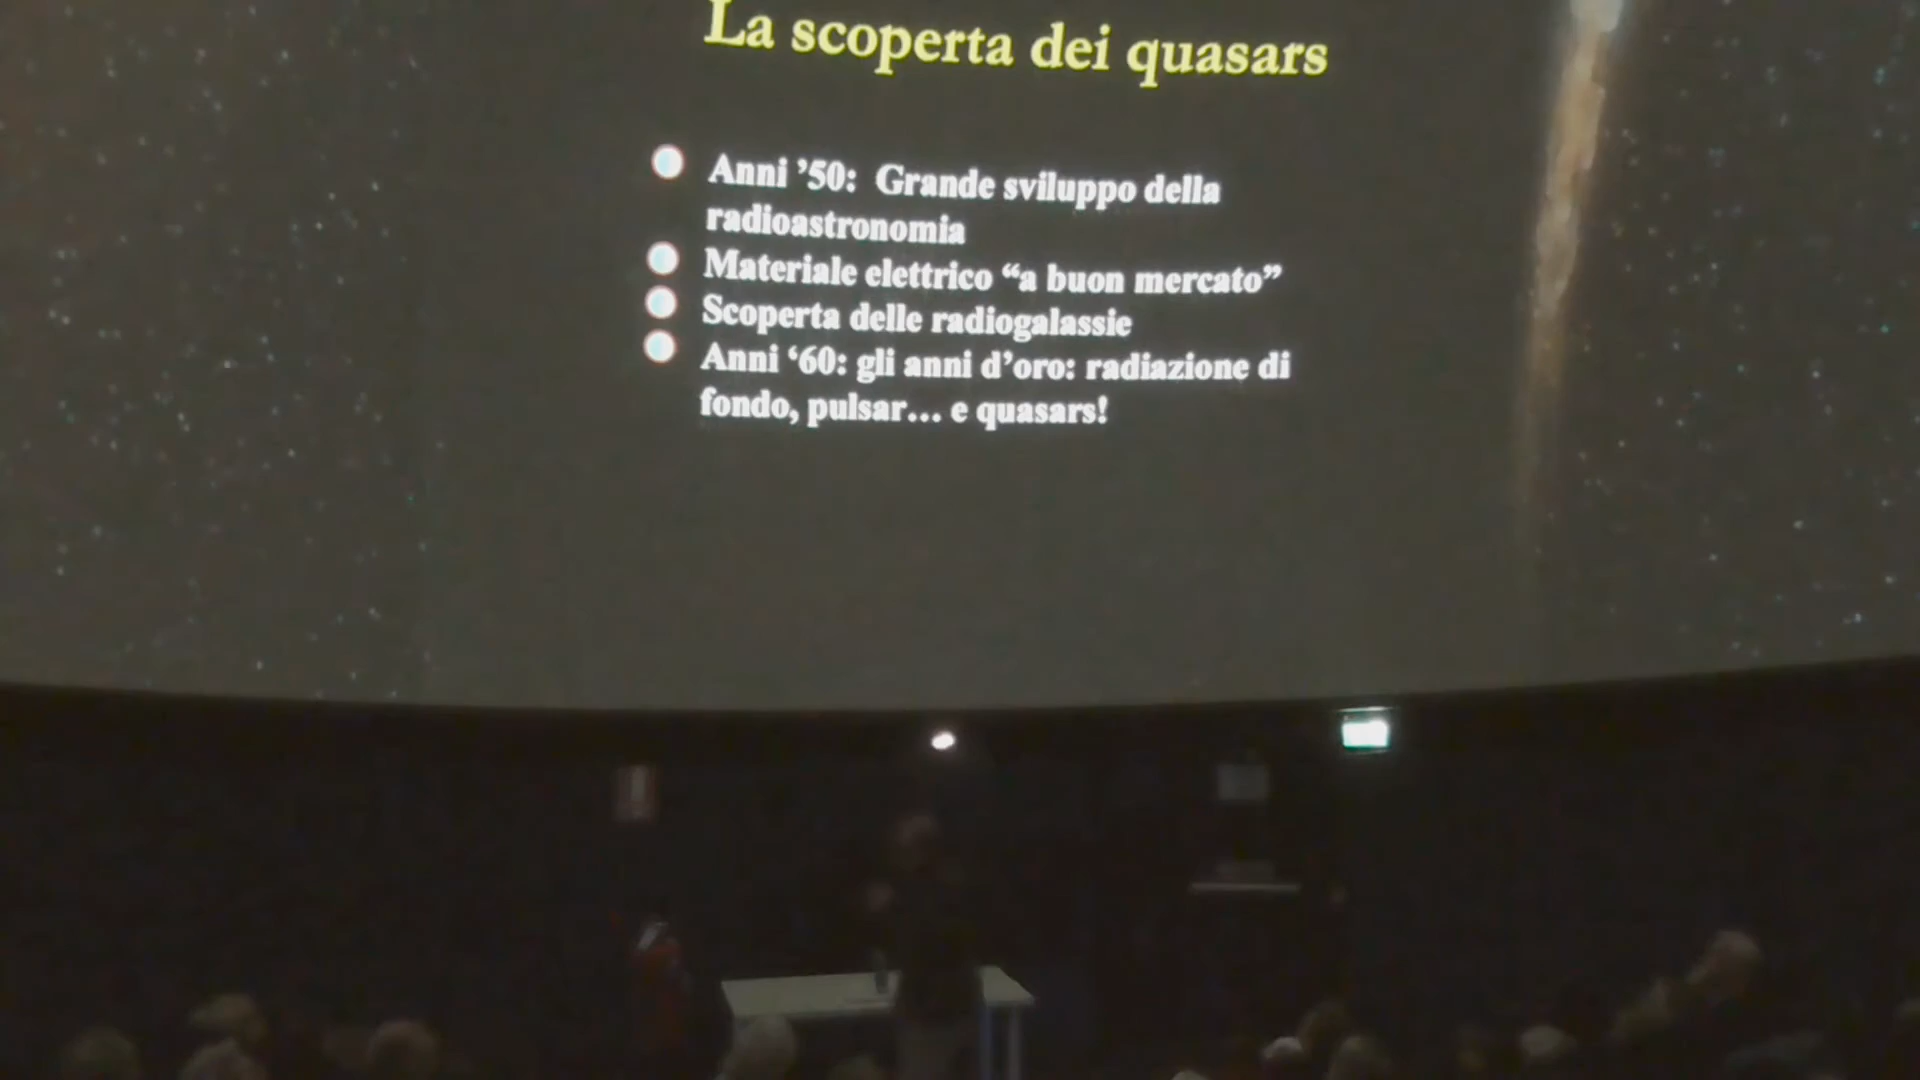 La scoperta dei quasars
Anni ’50: Grande sviluppo della
radioastronomia
Materiale elettrico “a buon mercato”
Scoperta delle radiogalassie
Anni ‘60: gli anni d’oro: radiazione di
fondo, pulsar... e quasars!